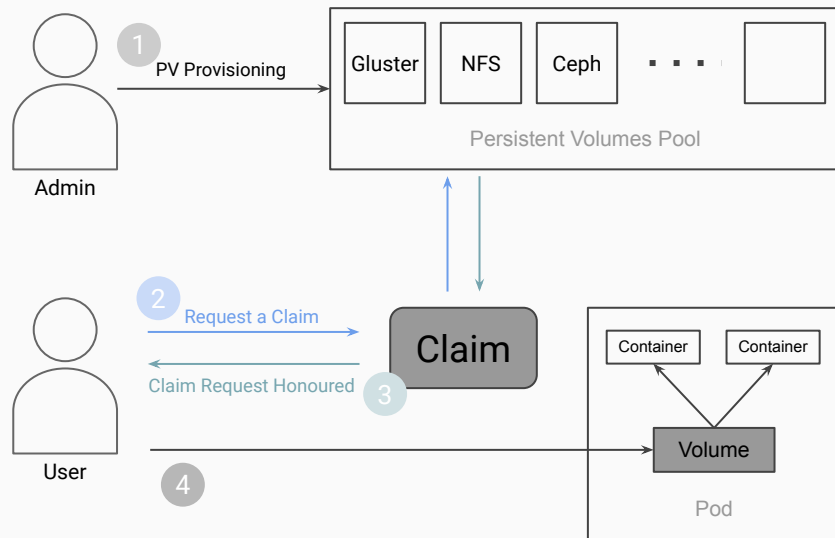 1
PV Provisioning
Gluster
NFS
Ceph
. . . .
Persistent Volumes Pool
Admin
2
Request a Claim
Claim
Claim Request Honoured
3
Container
Container
Volume
User
4
Pod